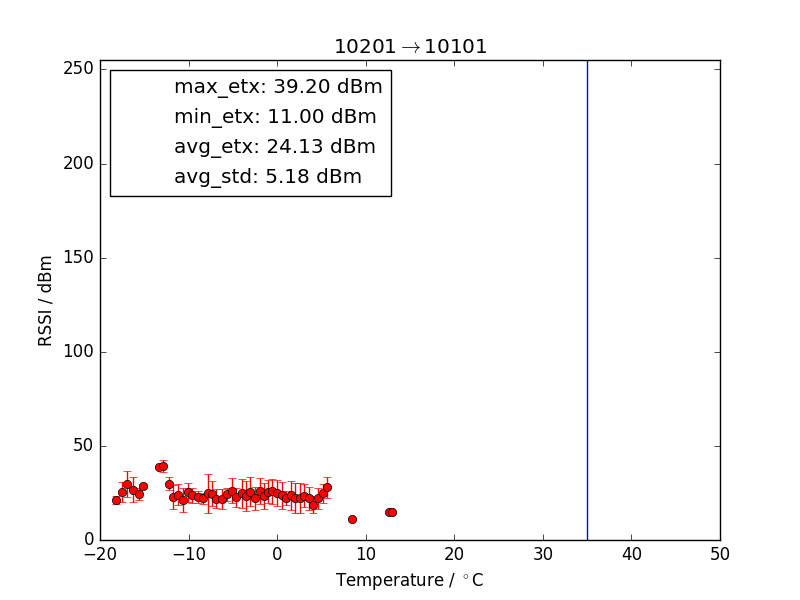 10201→10101
max_etx: 39.20 dBm
min_etx: 11.00 dBm
avg_etx: 24.13 dBm
avg_std: 5.18 dBm
RSSI / dBm
250
200
150
100
50
0
−20 −10 0 10 20 30 40 50
Temperature / °C